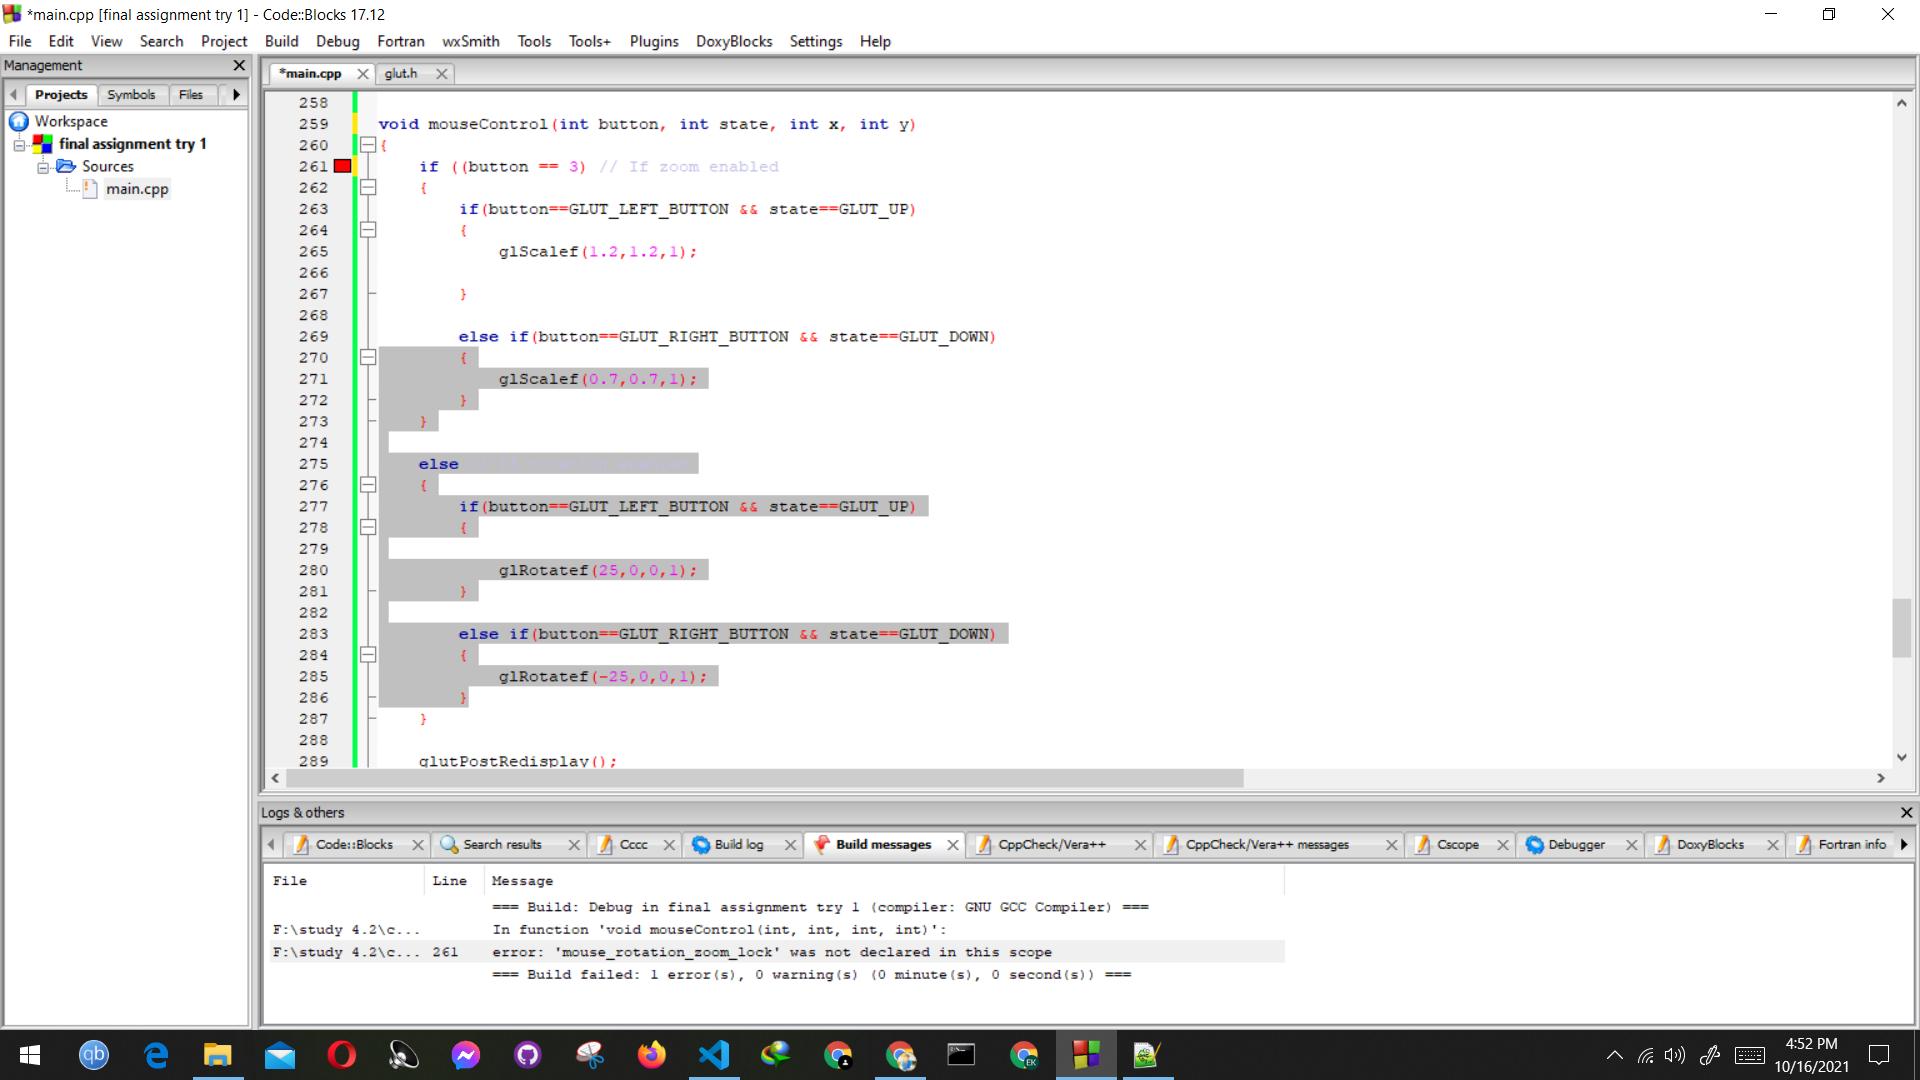 *main.cpp [final assignment try 1] - Code::Blocks 17.12
File Edit View Search Project Build Debug Fortran wxSmith Tools Tools+ Plugins DoxyBlocks Settings Help
Management
*main.cpp glut.h
Projects Symbols Files
Workspace
final assignment try 1
Sources
main.cpp
258
259 void mouseControl(int button, int state, int x, int y)
260 {
261 if ((button == 3) // If zoom enabled
262 {
263 if(button==GLUT_LEFT_BUTTON && state==GLUT_UP)
264 {
265 glScalef(1.2,1.2,1);
266
267 }
268
269 else if(button==GLUT_RIGHT_BUTTON && state==GLUT_DOWN)
270 {
271 glScalef(0.7,0.7,1);
272 }
273 }
274
275 else
276 {
277 if(button==GLUT_LEFT_BUTTON && state==GLUT_UP)
278 {
279
280 glRotatef(25,0,0,1);
281 }
282
283 else if(button==GLUT_RIGHT_BUTTON && state==GLUT_DOWN)
284 {
285 glRotatef(-25,0,0,1);
286 }
287 }
288
289 glutPostRedisplay();
Logs & others
Code::Blocks Search results Cccc Build log Build messages CppCheck/Vera++ CppCheck/Vera++ messages Cscope Debugger DoxyBlocks Fortran info
File Line Message
=== Build: Debug in final assignment try 1 (compiler: GNU GCC Compiler) ===
F:\study 4.2\c... In function 'void mouseControl(int, int, int, int)':
F:\study 4.2\c... 261 error: 'mouse_rotation_zoom_lock' was not declared in this scope
=== Build failed: 1 error(s), 0 warning(s) (0 minute(s), 0 second(s)) ===
qb
EK
4:52 PM
10/16/2021